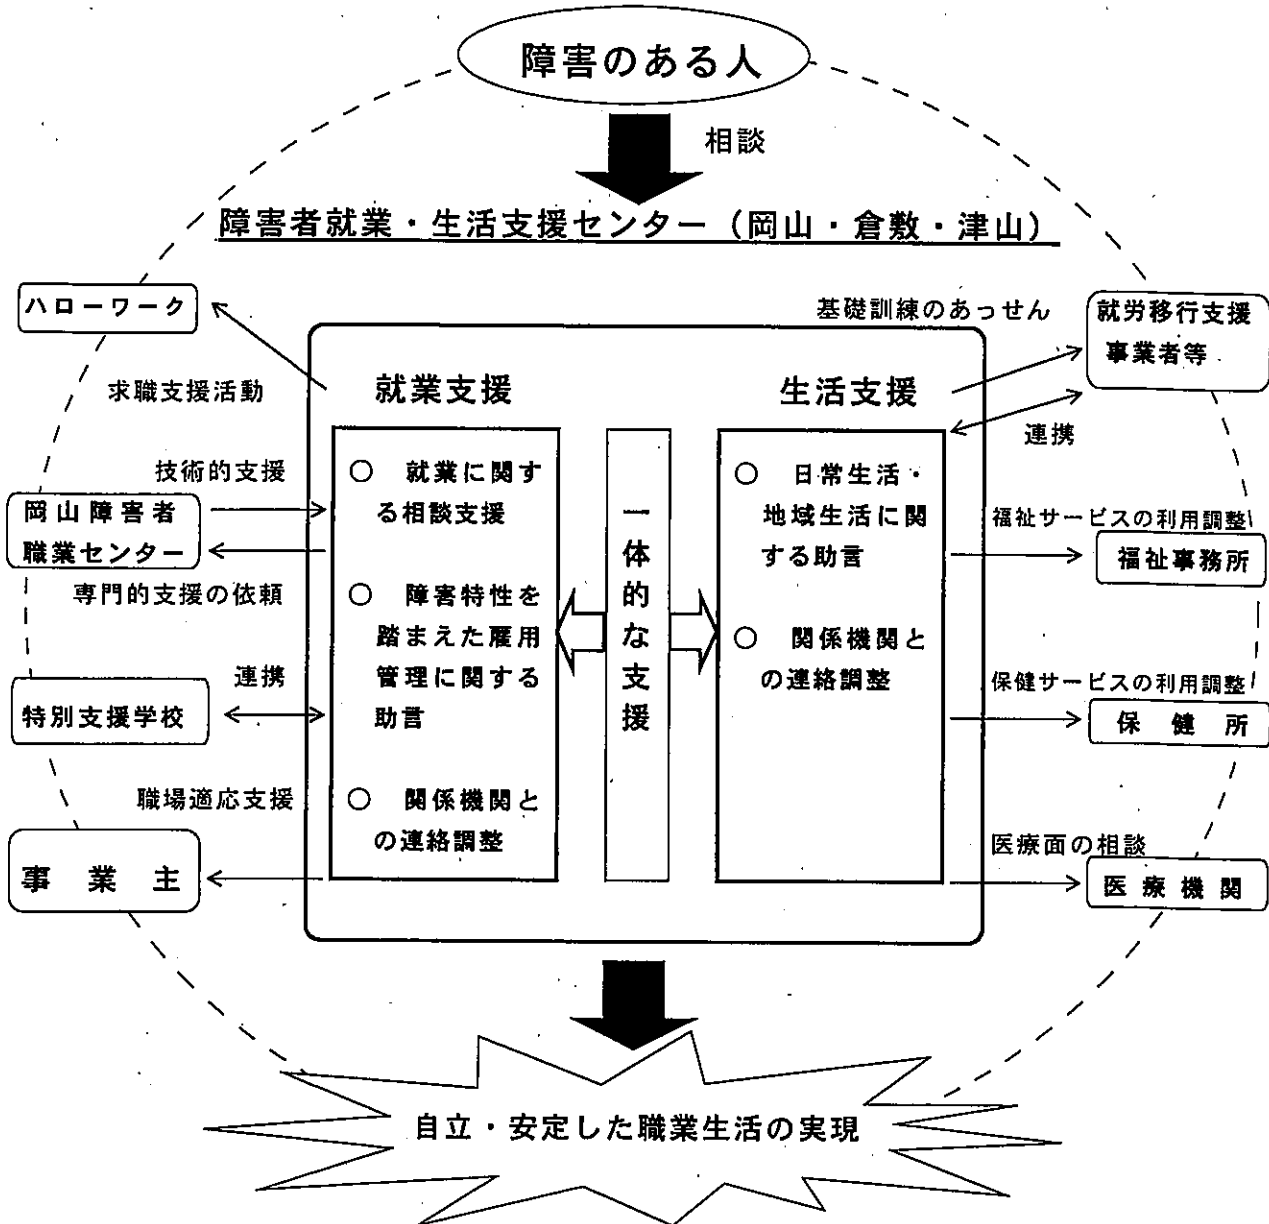 障害のある人
相談
障害者就業・生活支援センター（岡山・倉敷・津山）
ハローワーク
求職支援活動
技術的支援
岡山障害者
職業センター
専門的支援の依頼
連携
特別支援学校
職場適応支援
事業主
就業支援
○ 就業に関す
る相談支援
○ 障害特性を
踏まえた雇用
管理に関する
助言
○ 関係機関と
の連絡調整
一体的な支援
生活支援
○ 日常生活・
地域生活に関
する助言
○ 関係機関と
の連絡調整
基礎訓練のあっせん
就労移行支援
事業者等
連携
福祉サービスの利用調整
福祉事務所
保健サービスの利用調整
保健所
医療面の相談
医療機関
自立・安定した職業生活の実現